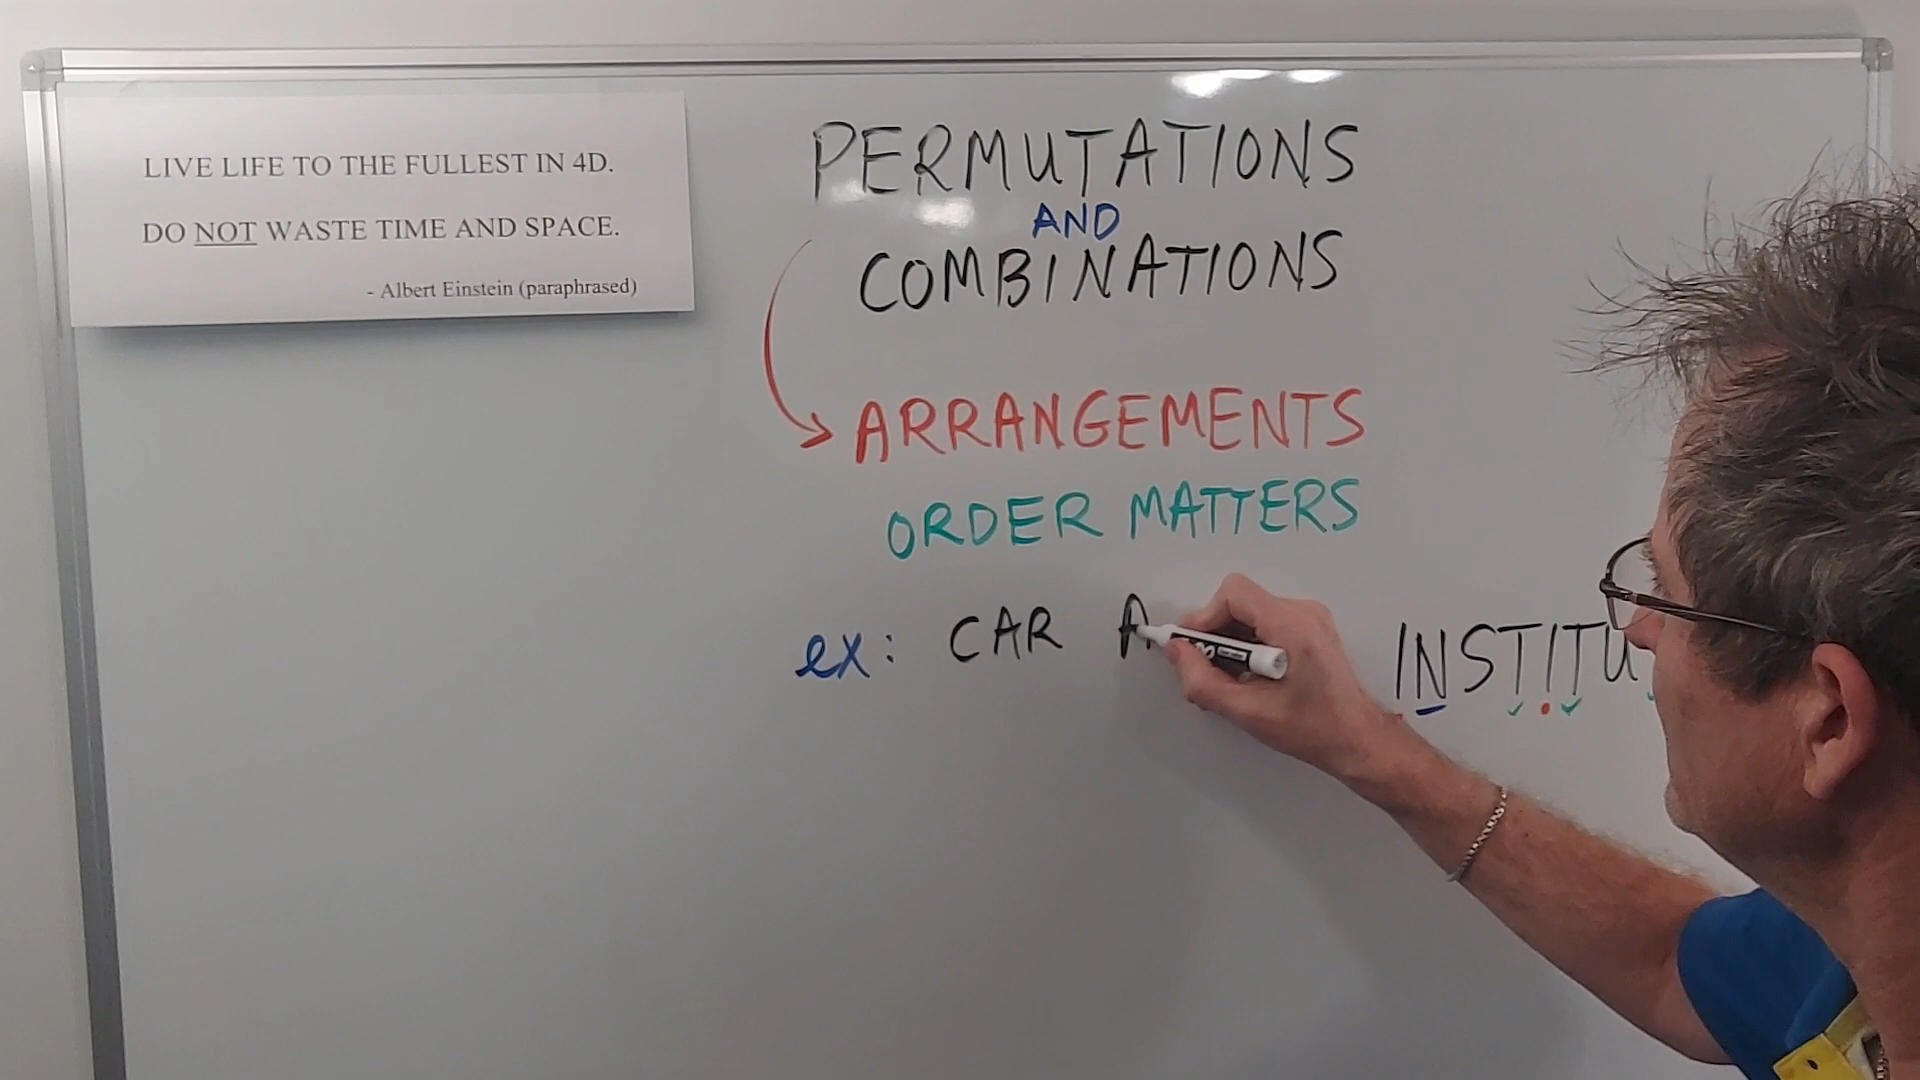 LIVE LIFE TO THE FULLEST IN 4D.
DO NOT WASTE TIME AND SPACE.
- Albert Einstein (paraphrased)
PERMUTATIONS
AND
COMBINATIONS
ARRANGEMENTS
ORDER MATTERS
ex: CAR A
INSTITU